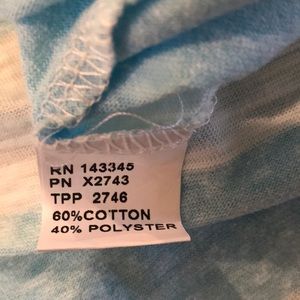 RN 143345
PN X2743
TPP 2746
60%COTTON
40% POLYSTER